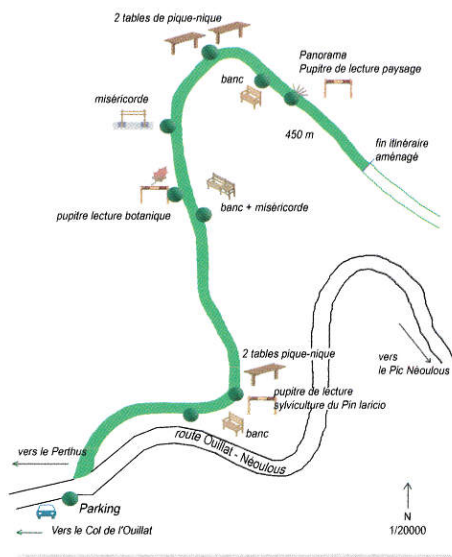 2 tables de pique-nique
Panorama
Pupitre de lecture paysage
banc
miséricorde
450 m
fin itinéraire
aménagé
pupitre lecture botanique
banc + miséricorde
2 tables pique-nique
vers
le Pic Néoulous
pupitre de lecture
sylviculture du Pin laricio
banc
route Ouillat - Néoulous
vers le Perthus
Parking
N
1/20000
Vers le Col de l'Ouillat